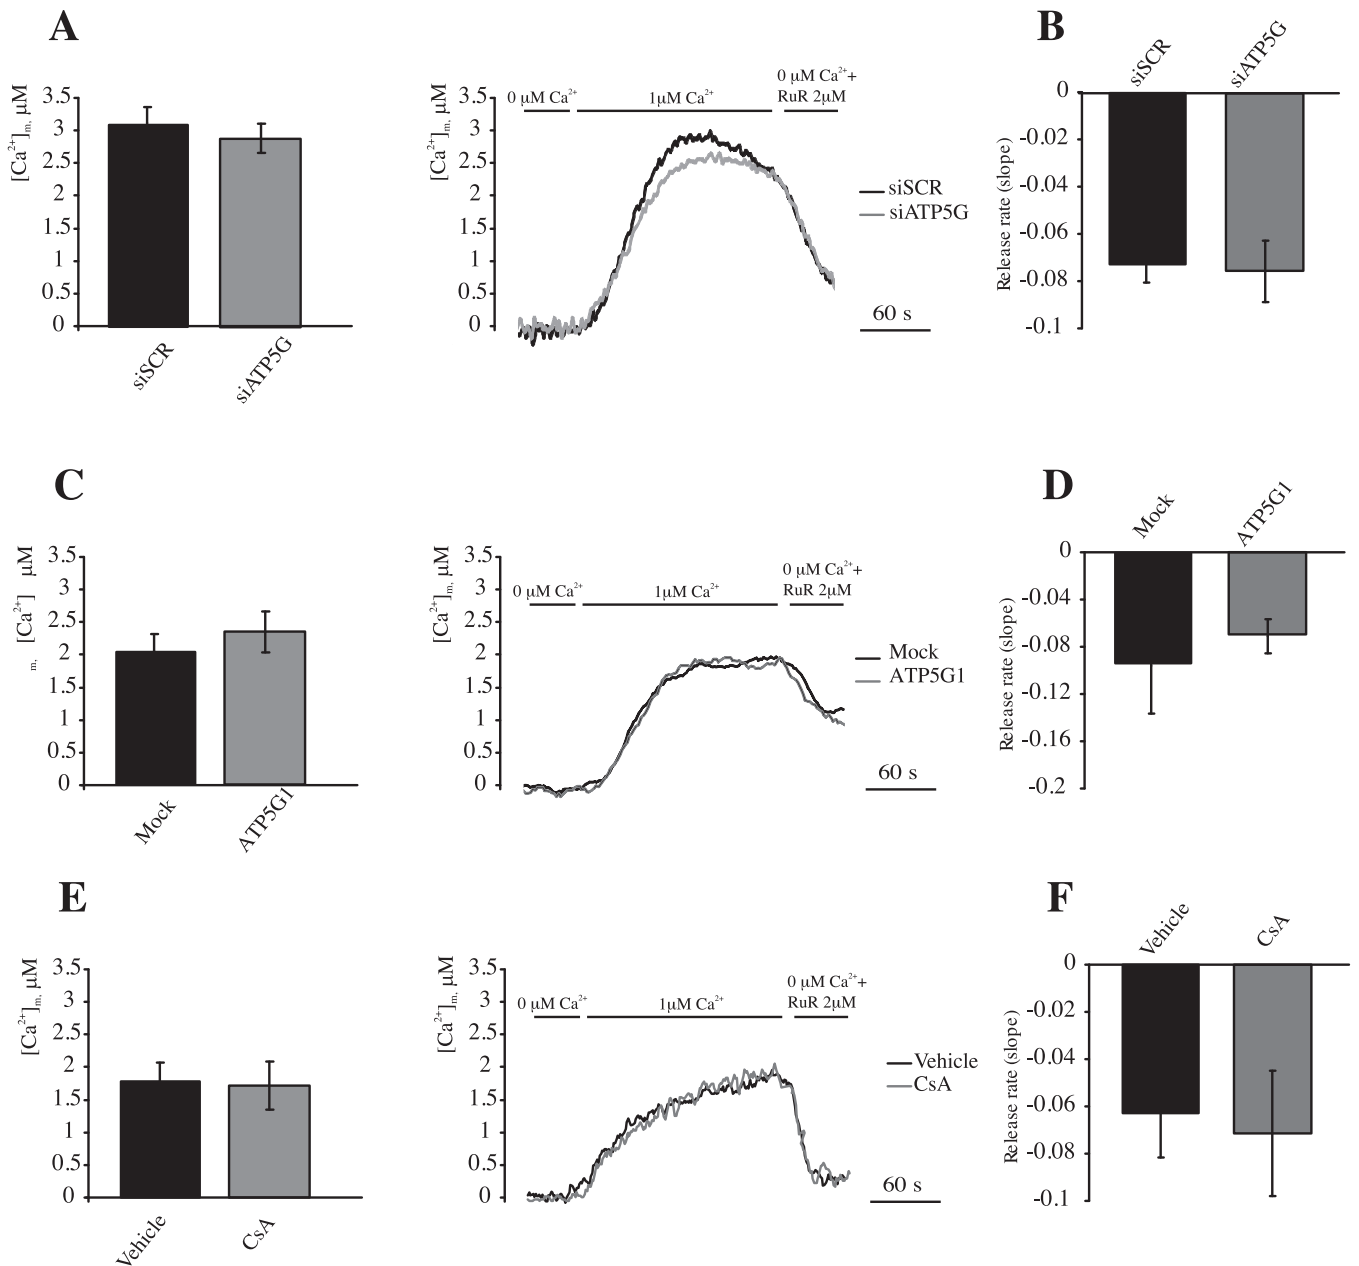 A
[Ca²⁺]m, μM
3.5
3
2.5
2
1.5
1
0.5
0
siSCR
siATP5G
[Ca²⁺]m, μM
3.5
3
2.5
2
1.5
1
0.5
0
0 μM Ca²⁺
1μM Ca²⁺
0 μM Ca²⁺+
RuR 2μM
siSCR
siATP5G
60 s
B
siSCR
siATP5G
Release rate (slope)
0
-0.02
-0.04
-0.06
-0.08
-0.1
C
m, [Ca²⁺] μM
3.5
3
2.5
2
1.5
1
0.5
0
Mock
ATP5G1
[Ca²⁺]m, μM
3.5
3
2.5
2
1.5
1
0.5
0
0 μM Ca²⁺
1μM Ca²⁺
0 μM Ca²⁺+
RuR 2μM
Mock
ATP5G1
60 s
D
Mock
ATP5G1
Release rate (slope)
0
-0.04
-0.08
-0.12
-0.16
-0.2
E
[Ca²⁺]m, μM
3.5
3
2.5
2
1.5
1
0.5
0
Vehicle
CsA
[Ca²⁺]m, μM
3.5
3
2.5
2
1.5
1
0.5
0
0 μM Ca²⁺
1μM Ca²⁺
0 μM Ca²⁺+
RuR 2μM
Vehicle
CsA
60 s
F
Vehicle
CsA
Release rate (slope)
0
-0.02
-0.04
-0.06
-0.08
-0.1